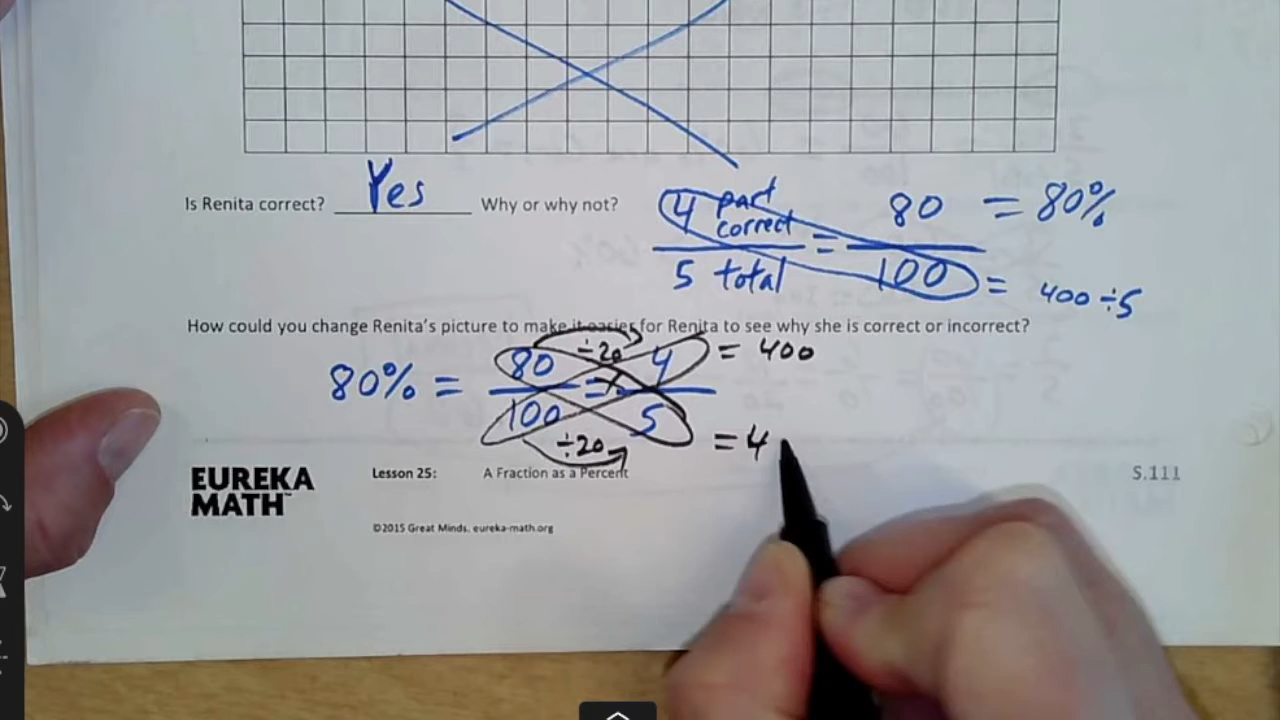 Is Renita correct? Yes Why or why not?
4 part correct / 5 total = 80 / 100 = 80%
= 400 ÷ 5
How could you change Renita's picture to make it easier for Renita to see why she is correct or incorrect?
÷20
80% = 80 / 100 = 4 / 5
= 400
÷20
= 4
EUREKA MATH™
Lesson 25: A Fraction as a Percent
S.111
©2015 Great Minds. eureka-math.org